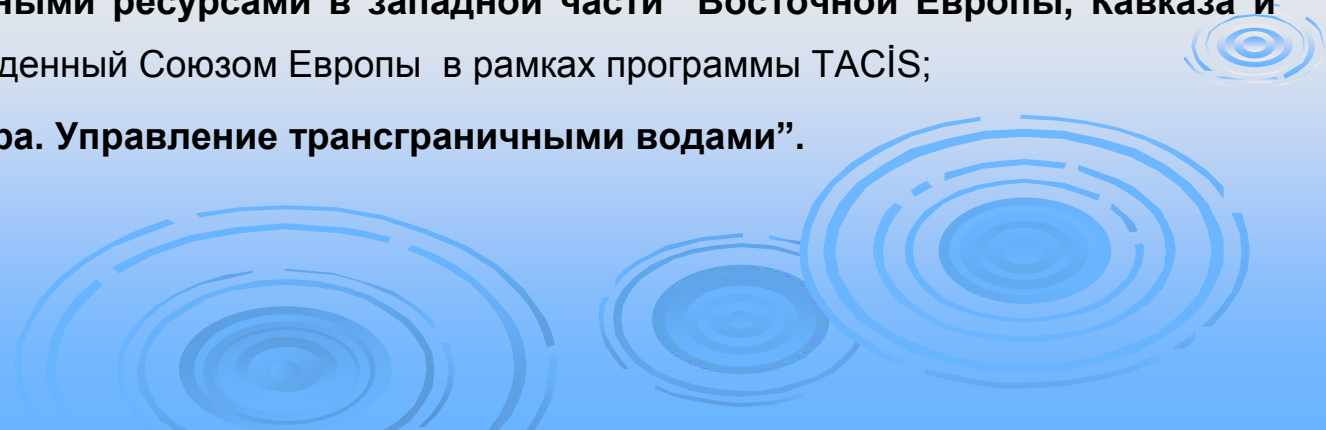 ными ресурсами в западной части Восточной Европы, Кавказа и
денный Союзом Европы в рамках программы TACİS;
ра. Управление трансграничными водами”.